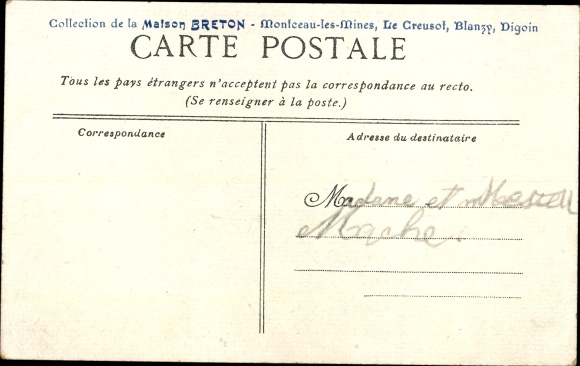 Collection de la Maison BRETON - Montceau-les-Mines, Le Creusot, Blanzy, Digoin
CARTE POSTALE
Tous les pays étrangers n'acceptent pas la correspondance au recto.
(Se renseigner à la poste.)
Correspondance
Adresse du destinataire
Madame et